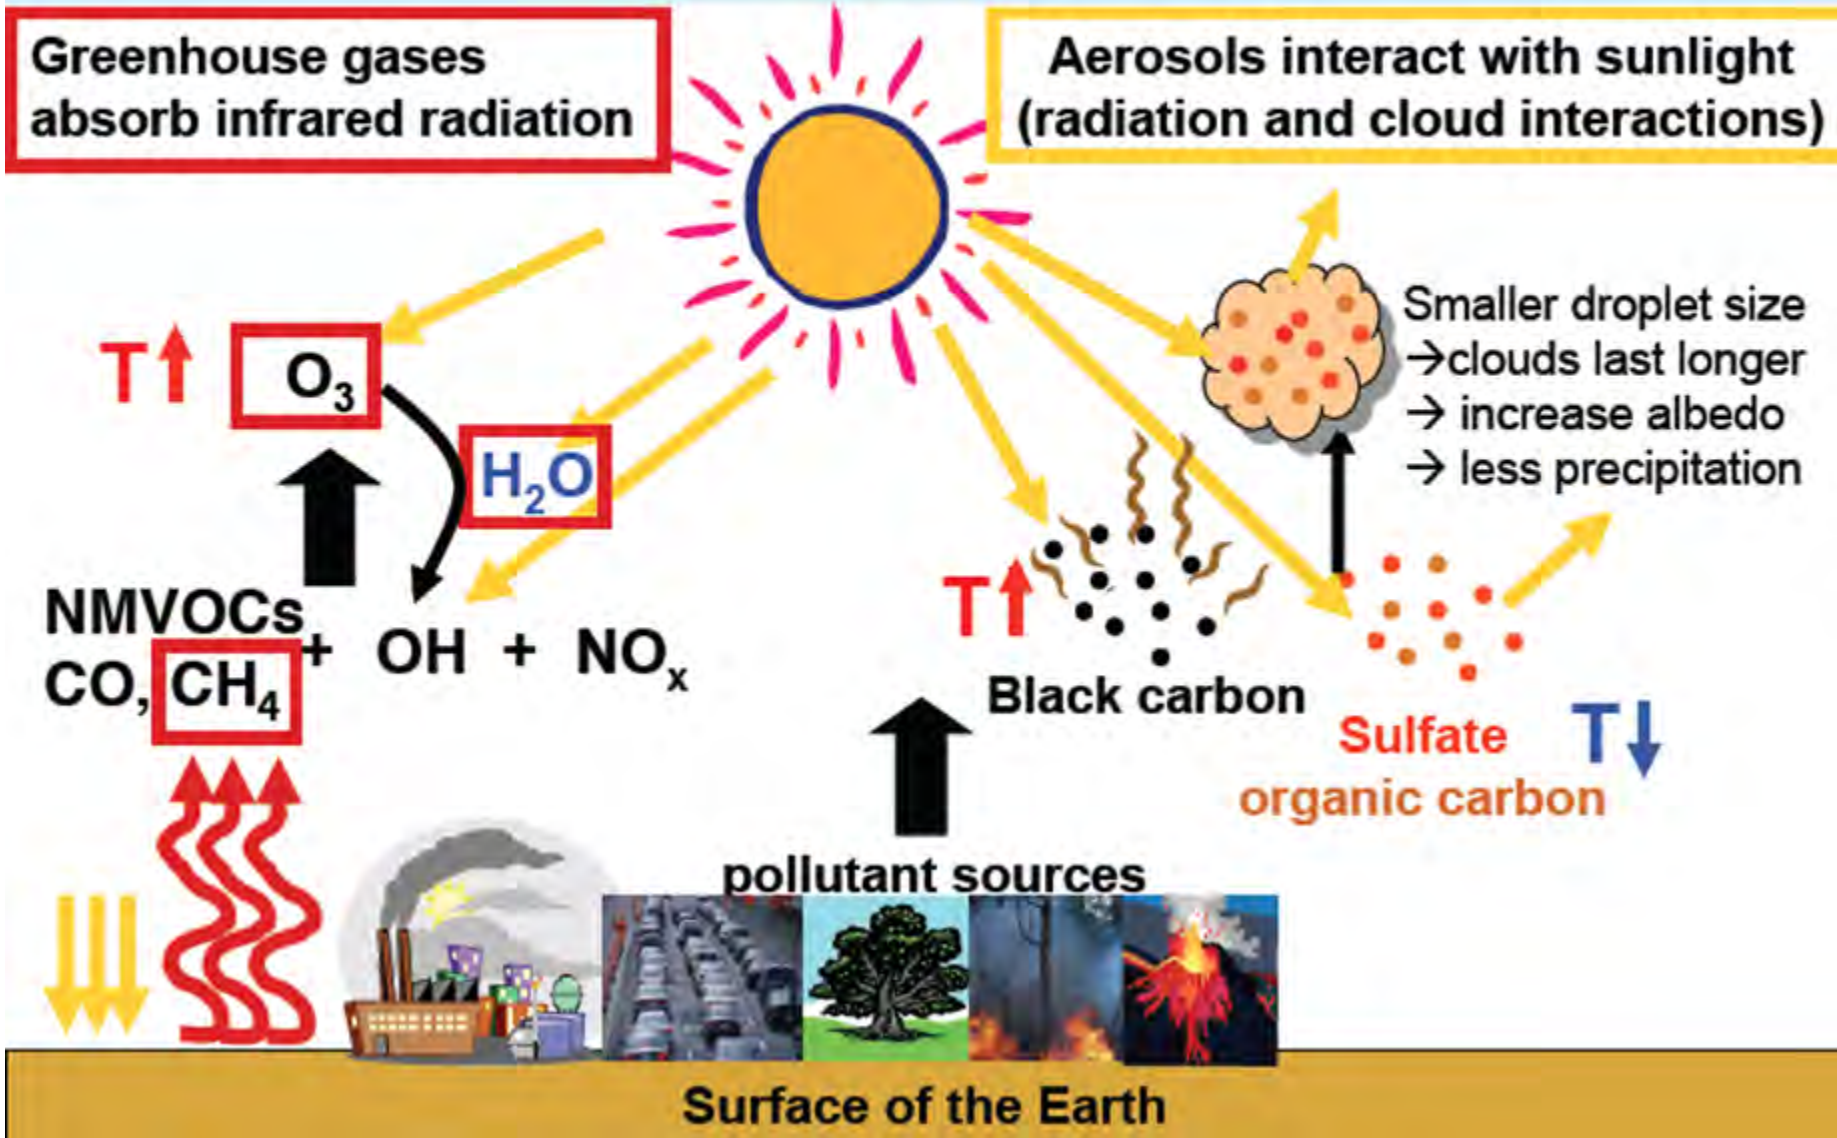 Greenhouse gases
absorb infrared radiation
Aerosols interact with sunlight
(radiation and cloud interactions)
T
O₃
H₂O
Smaller droplet size
→clouds last longer
→ increase albedo
→ less precipitation
NMVOCs
CO, CH₄ + OH + NOₓ
T
Black carbon
Sulfate
organic carbon
T
pollutant sources
Surface of the Earth